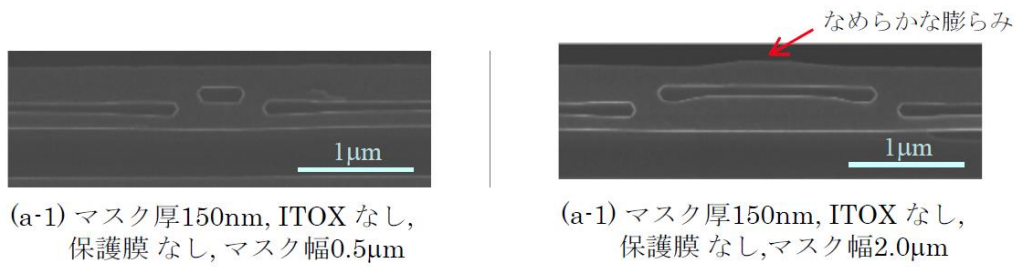 なめらかな膨らみ
1μm
1μm
(a-1) マスク厚150nm, ITOX なし,
保護膜 なし, マスク幅0.5μm
(a-1) マスク厚150nm, ITOX なし,
保護膜 なし,マスク幅2.0μm